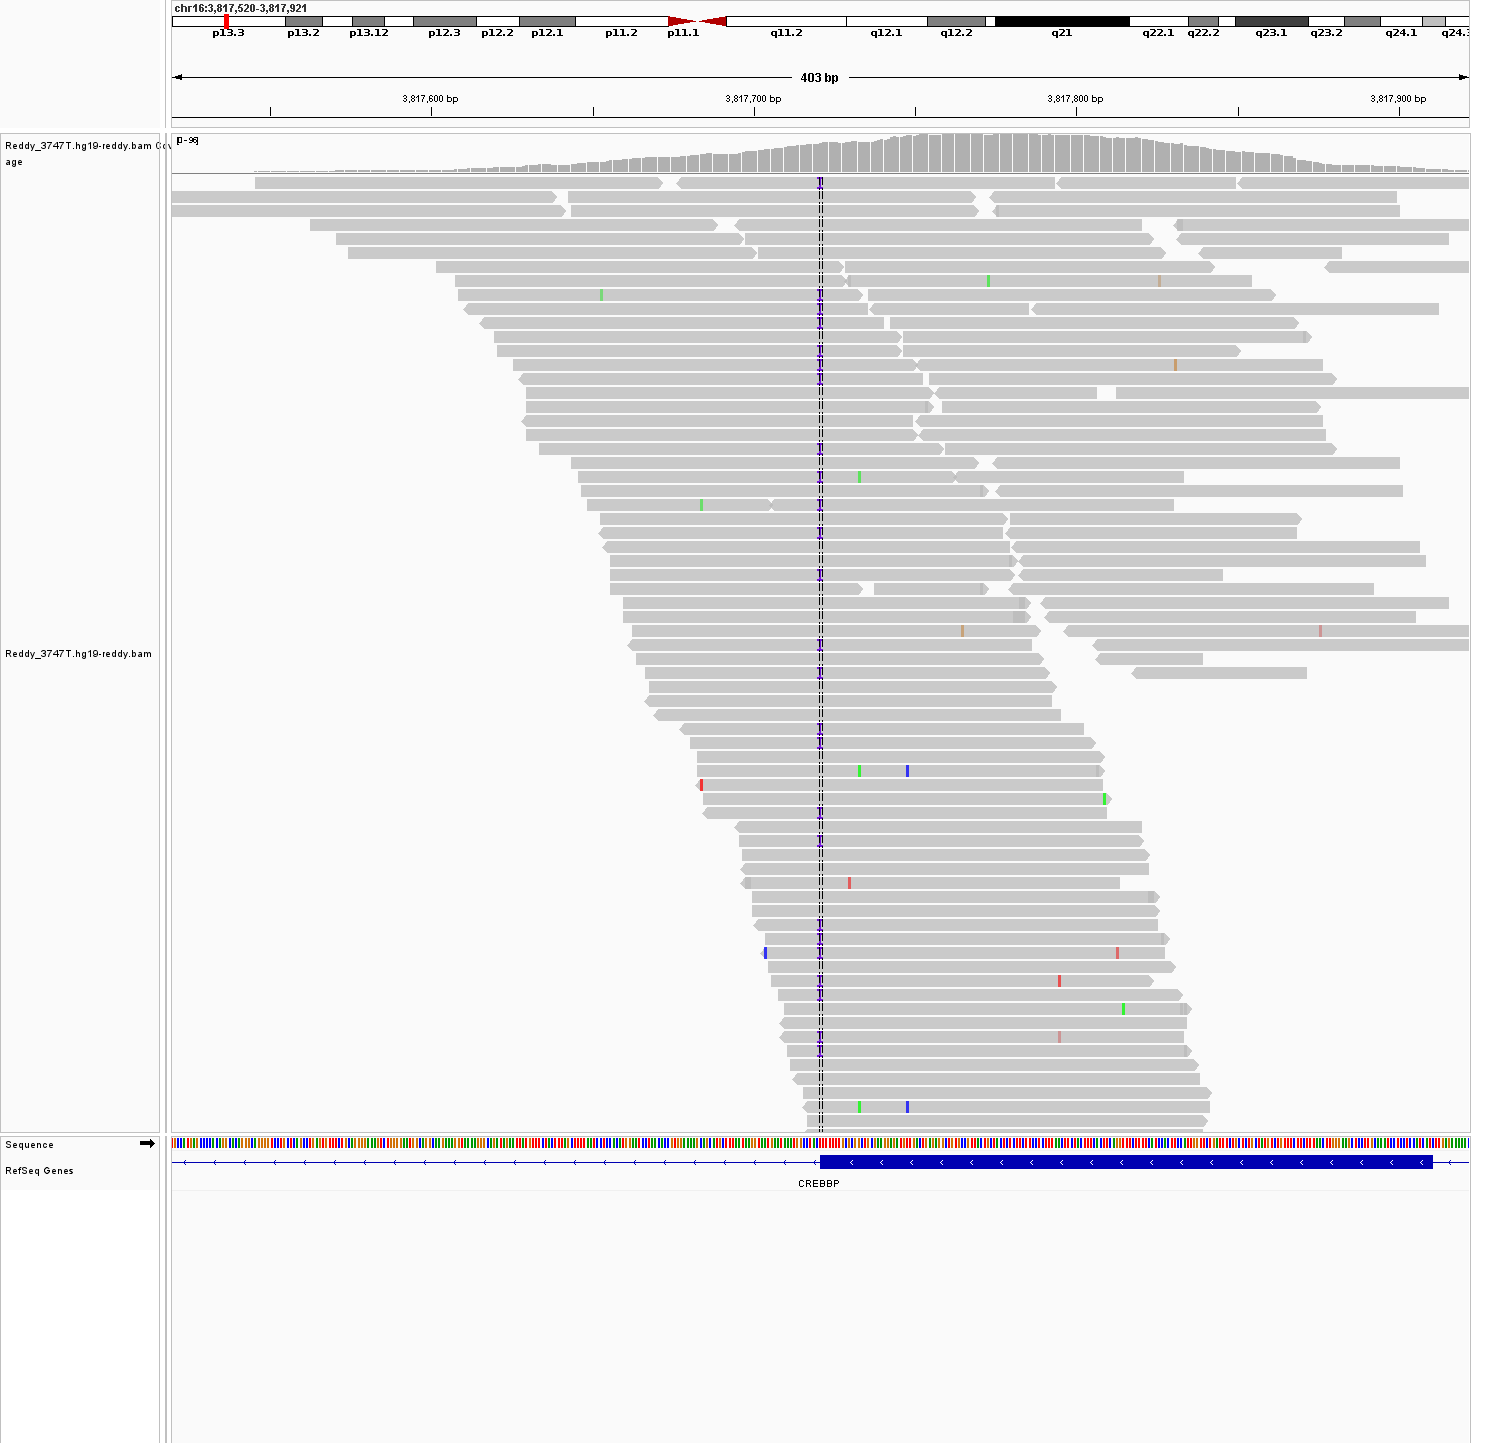 chr16:3,817,520-3,817,921
p13.3 p13.2 p13.12 p12.3 p12.2 p12.1 p11.2 p11.1 q11.2 q12.1 q12.2 q21 q22.1 q22.2 q23.1 q23.2 q24.1 q24.3
403 bp
3,817,600 bp 3,817,700 bp 3,817,800 bp 3,817,900 bp
[0-96]
Reddy_3747T.hg19-reddy.bam Cov
age
Reddy_3747T.hg19-reddy.bam
Sequence
RefSeq Genes
CREBBP